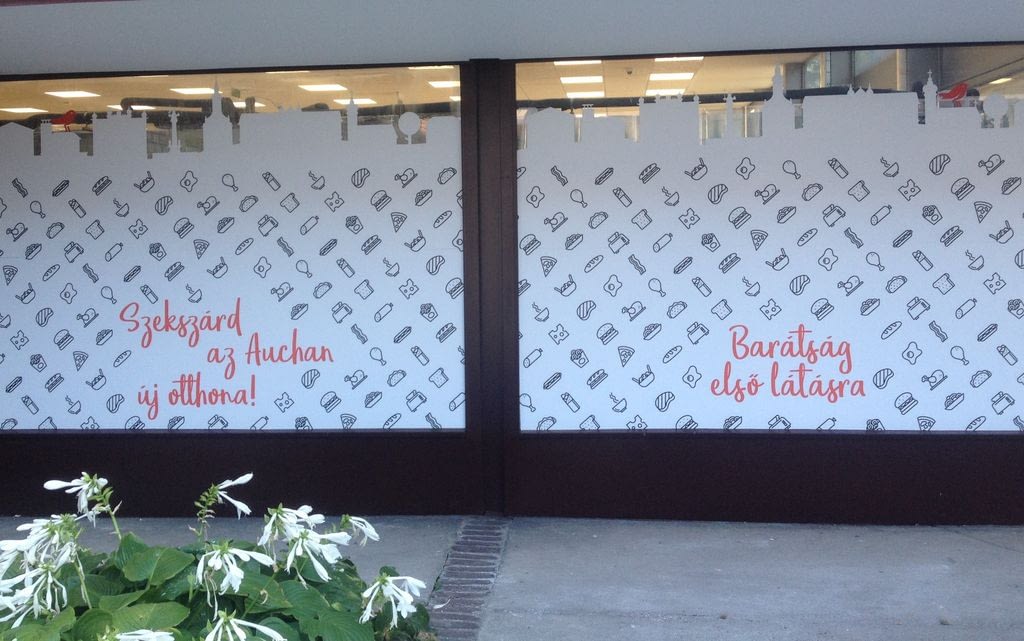 Szekszárd
az Auchan
új otthona!
Barátság
első látásra